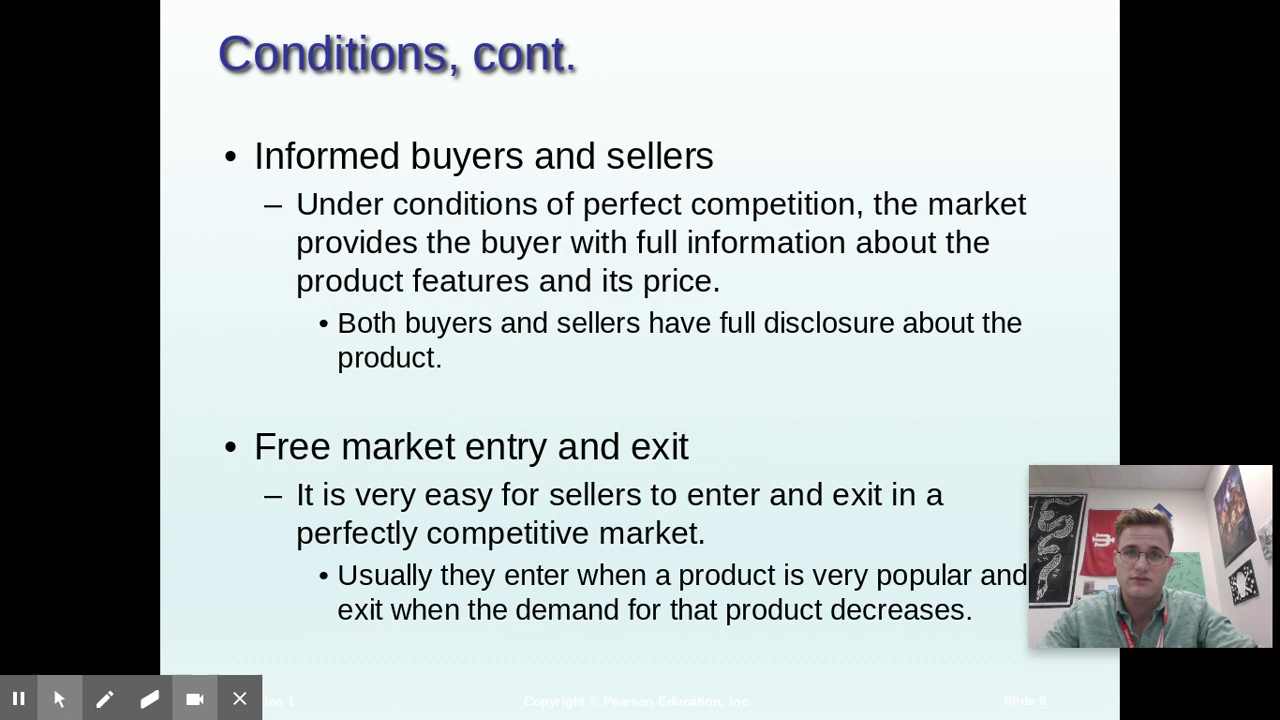 Conditions, cont.
• Informed buyers and sellers
– Under conditions of perfect competition, the market
provides the buyer with full information about the
product features and its price.
• Both buyers and sellers have full disclosure about the
product.
• Free market entry and exit
– It is very easy for sellers to enter and exit in a
perfectly competitive market.
• Usually they enter when a product is very popular and
exit when the demand for that product decreases.
1 Copyright © Pearson Education, Inc. Slide 6